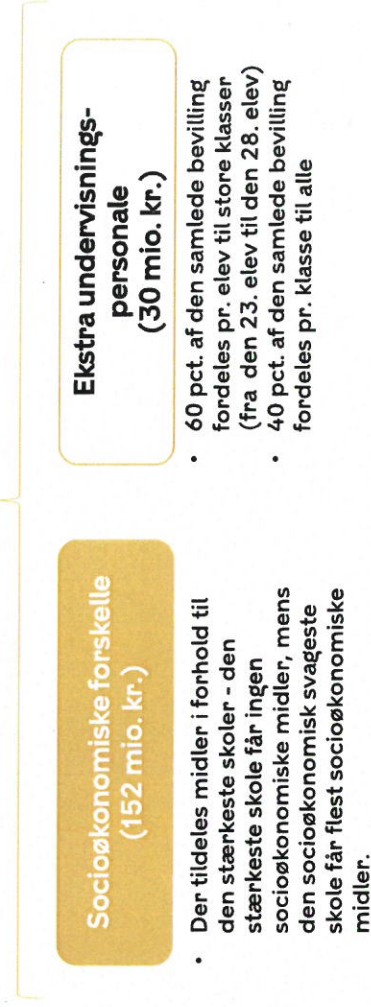 Socioøkonomiske forskelle
(152 mio. kr.)
• Der tildeles midler i forhold til
den stærkeste skoler - den
stærkeste skole får ingen
socioøkonomiske midler, mens
den socioøkonomisk svageste
skole får flest socioøkonomiske
midler.
Ekstra undervisnings-
personale
(30 mio. kr.)
• 60 pct. af den samlede bevilling
fordeles pr. elev til store klasser
(fra den 23. elev til den 28. elev)
• 40 pct. af den samlede bevilling
fordeles pr. klasse til alle